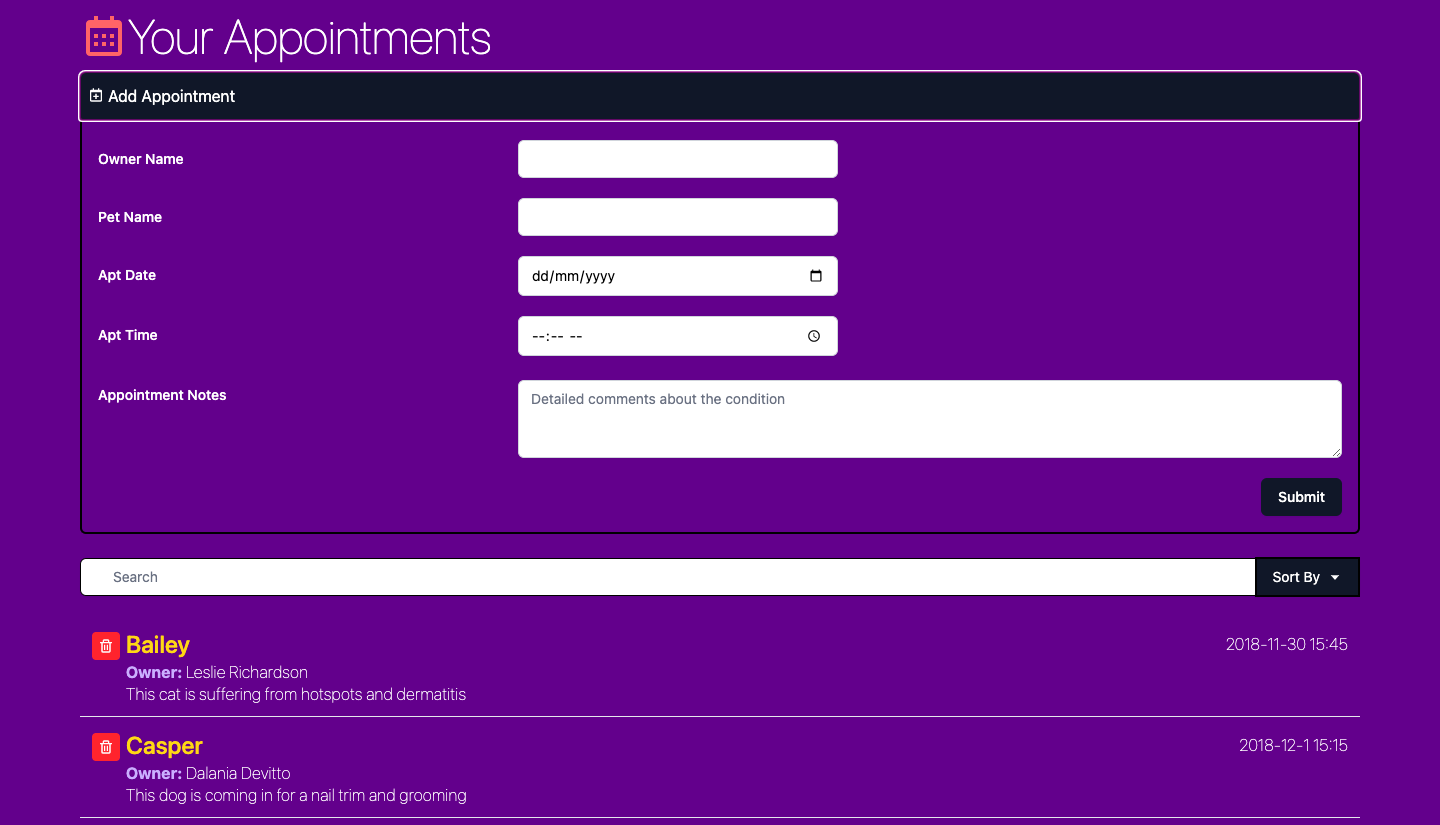 Your Appointments
Add Appointment
Owner Name
Pet Name
Apt Date
dd/mm/yyyy
Apt Time
--:-- --
Appointment Notes
Detailed comments about the condition
Submit
Search
Sort By
Bailey
2018-11-30 15:45
Owner: Leslie Richardson
This cat is suffering from hotspots and dermatitis
Casper
2018-12-1 15:15
Owner: Dalania Devitto
This dog is coming in for a nail trim and grooming